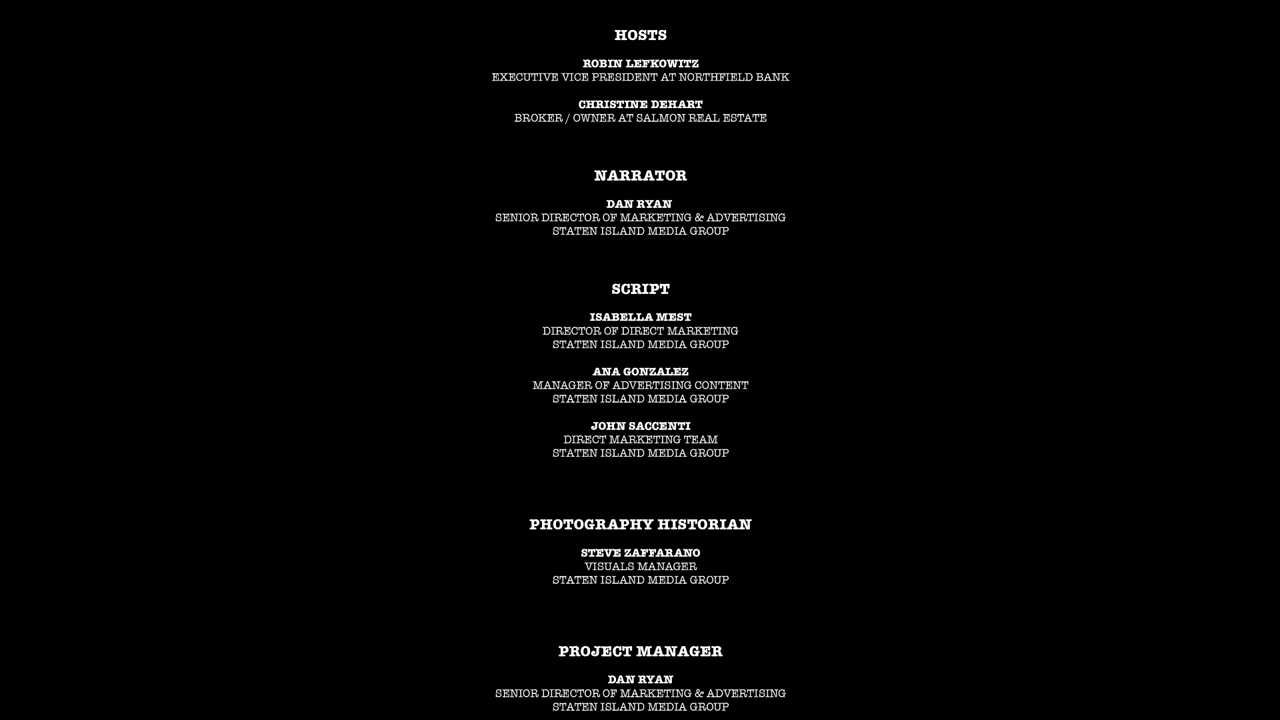 HOSTS
ROBIN LEFKOWITZ
EXECUTIVE VICE PRESIDENT AT NORTHFIELD BANK
CHRISTINE DEHART
BROKER / OWNER AT SALMON REAL ESTATE
NARRATOR
DAN RYAN
SENIOR DIRECTOR OF MARKETING & ADVERTISING
STATEN ISLAND MEDIA GROUP
SCRIPT
ISABELLA MEST
DIRECTOR OF DIRECT MARKETING
STATEN ISLAND MEDIA GROUP
ANA GONZALEZ
MANAGER OF ADVERTISING CONTENT
STATEN ISLAND MEDIA GROUP
JOHN SACCENTI
DIRECT MARKETING TEAM
STATEN ISLAND MEDIA GROUP
PHOTOGRAPHY HISTORIAN
STEVE ZAFFARANO
VISUALS MANAGER
STATEN ISLAND MEDIA GROUP
PROJECT MANAGER
DAN RYAN
SENIOR DIRECTOR OF MARKETING & ADVERTISING
STATEN ISLAND MEDIA GROUP